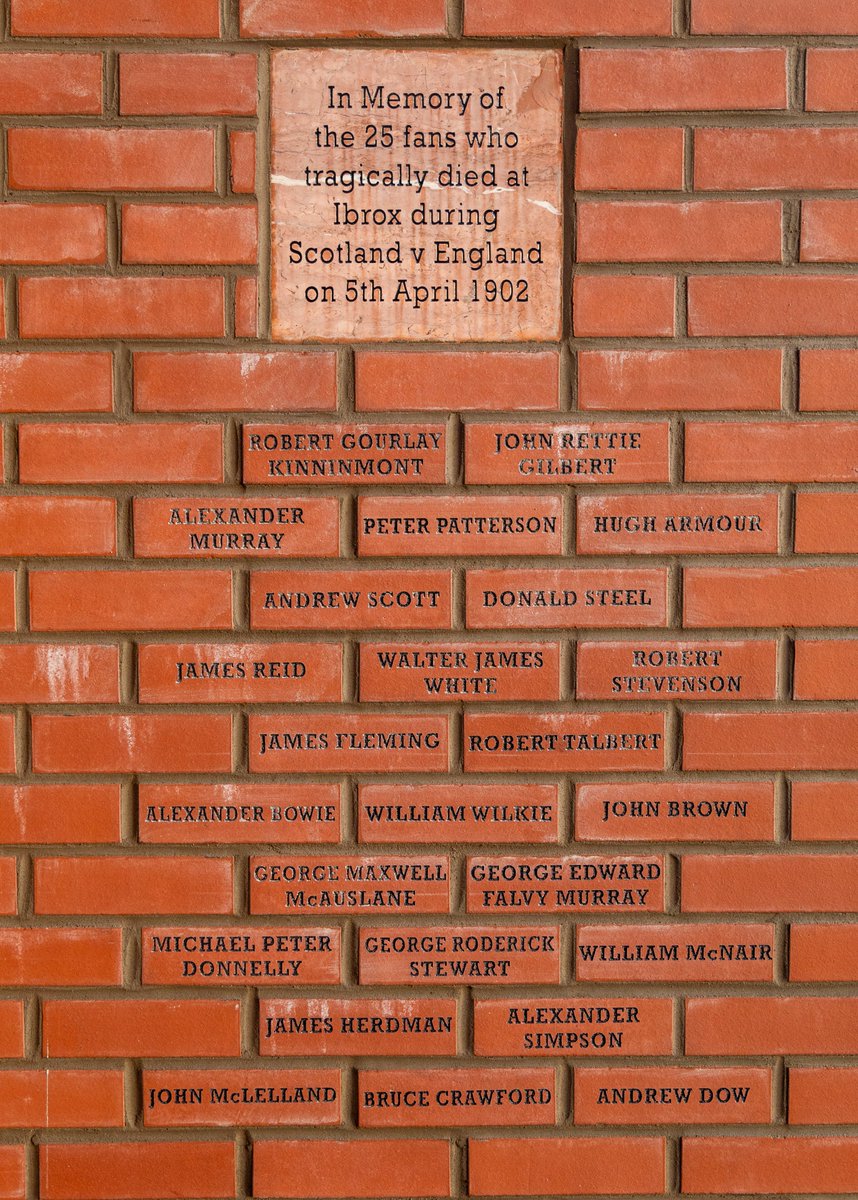 In Memory of
the 25 fans who
tragically died at
Ibrox during
Scotland v England
on 5th April 1902
ROBERT GOURLAY
KINNINMONT
JOHN RETTIE
GILBERT
ALEXANDER
MURRAY
PETER PATTERSON
HUGH ARMOUR
ANDREW SCOTT
DONALD STEEL
JAMES REID
WALTER JAMES
WHITE
ROBERT
STEVENSON
JAMES FLEMING
ROBERT TALBERT
ALEXANDER BOWIE
WILLIAM WILKIE
JOHN BROWN
GEORGE MAXWELL
McAUSLANE
GEORGE EDWARD
FALVY MURRAY
MICHAEL PETER
DONNELLY
GEORGE RODERICK
STEWART
WILLIAM McNAIR
JAMES HERDMAN
ALEXANDER
SIMPSON
JOHN McLELLAND
BRUCE CRAWFORD
ANDREW DOW